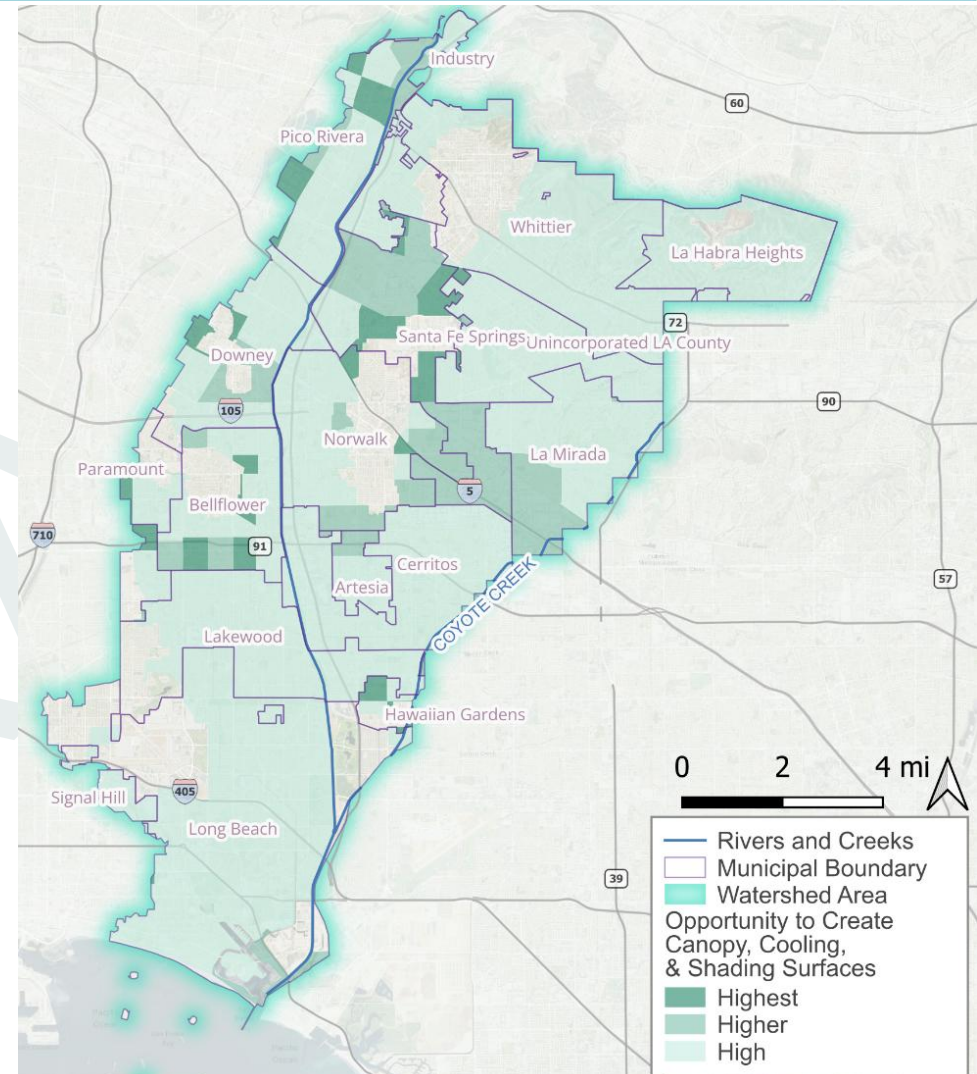 Industry
60
Pico Rivera
Whittier
La Habra Heights
72
Santa Fe Springs
Unincorporated LA County
Downey
90
105
Norwalk
La Mirada
Paramount
5
Bellflower
710
91
Cerritos
57
Artesia
COYOTE CREEK
Lakewood
Hawaiian Gardens
0 2 4 mi
Signal Hill
405
Long Beach
39
Rivers and Creeks
Municipal Boundary
Watershed Area
Opportunity to Create
Canopy, Cooling,
& Shading Surfaces
Highest
Higher
High